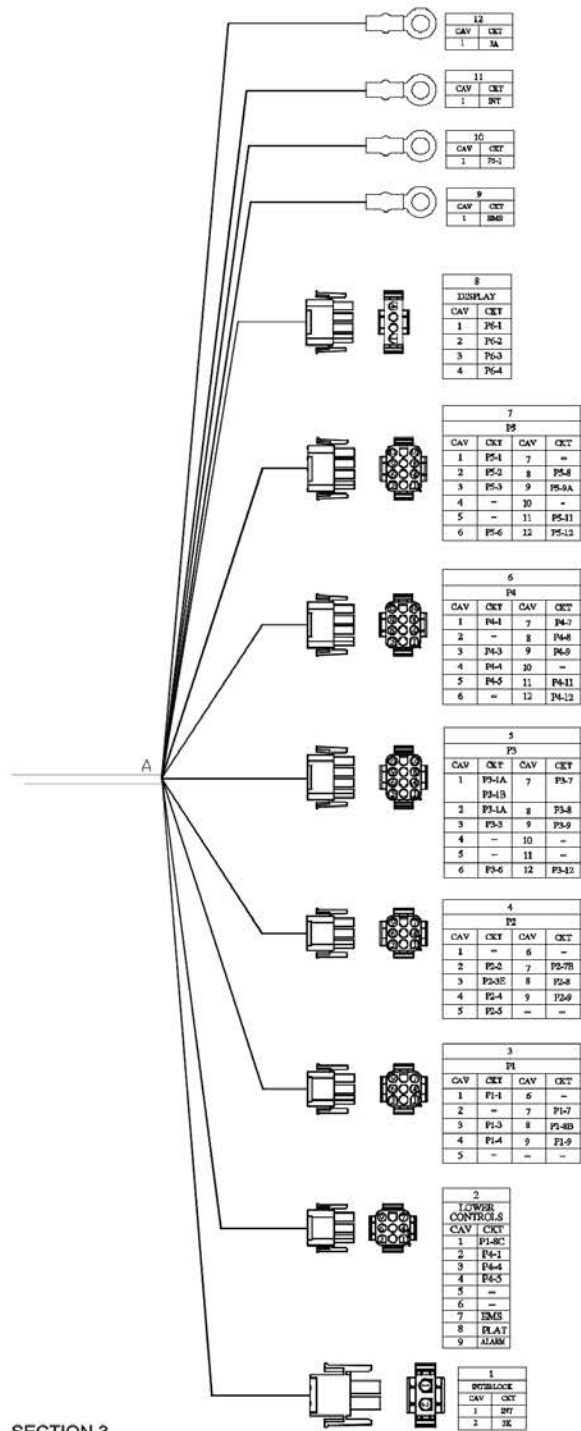 12
CAV CKT
1 3A
11
CAV CKT
1 INT
10
CAV CKT
1 P3-1
9
CAV CKT
1 EMS
8
DISPLAY
CAV CKT
1 P6-1
2 P6-2
3 P6-3
4 P6-4
7
P5
CAV CKT CAV CKT
1 P5-1 7 -
2 P5-2 8 P5-8
3 P5-3 9 P5-9A
4 - 10 -
5 - 11 P5-11
6 P5-6 12 P5-12
6
P4
CAV CKT CAV CKT
1 P4-1 7 P4-7
2 - 8 P4-8
3 P4-3 9 P4-9
4 P4-4 10 -
5 P4-5 11 P4-11
6 - 12 P4-12
A
5
P3
CAV CKT CAV CKT
1 P3-1A 7 P3-7
P3-1B
2 P3-1A 8 P3-8
3 P3-3 9 P3-9
4 - 10 -
5 - 11 -
6 P3-6 12 P3-12
4
P2
CAV CKT CAV CKT
1 - 6 -
2 P2-2 7 P2-7B
3 P2-3E 8 P2-8
4 P2-4 9 P2-9
5 P2-5 - -
3
P1
CAV CKT CAV CKT
1 P1-1 6 -
2 - 7 P1-7
3 P1-3 8 P1-8B
4 P1-4 9 P1-9
5 - - -
2
LOWER
CONTROLS
CAV CKT
1 P1-8C
2 P4-1
3 P4-4
4 P4-5
5 -
6 -
7 EMS
8 PLAT
9 ALARM
1
INTERLOCK
CAV CKT
1 INT
2 3K